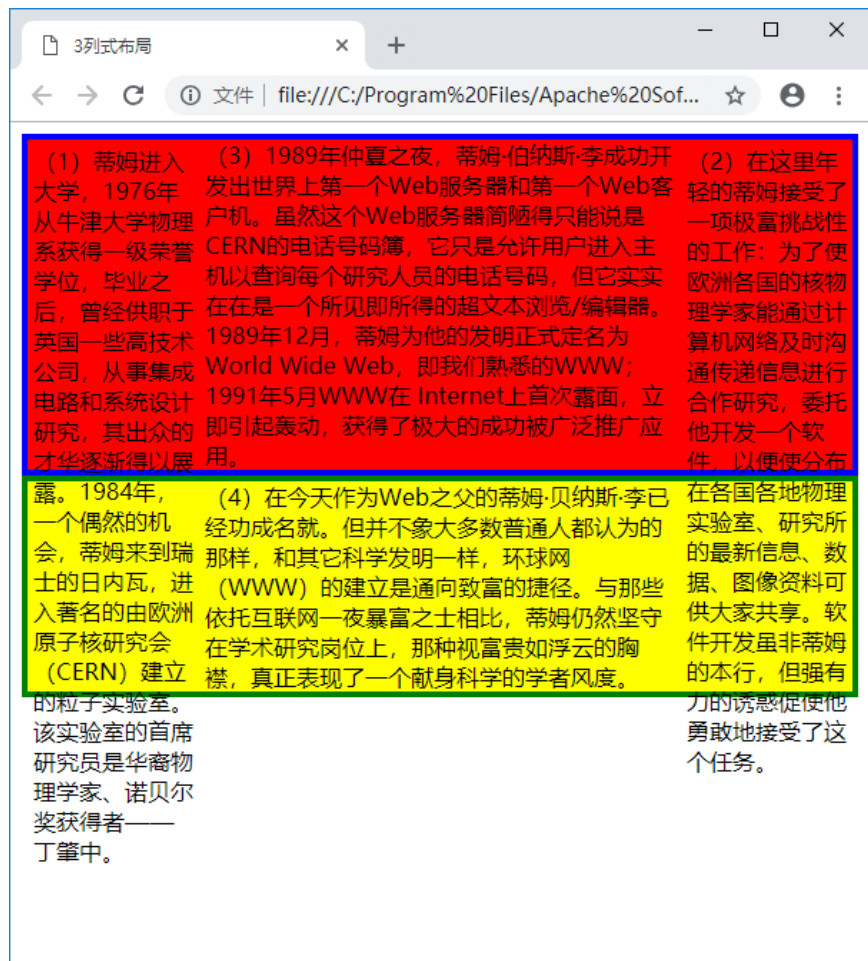 3列式布局
文件 file:///C:/Program%20Files/Apache%20Sof...
（1）蒂姆进入
大学，1976年
从牛津大学物理
系获得一级荣誉
学位，毕业之
后，曾经供职于
英国一些高技术
公司，从事集成
电路和系统设计
研究，其出众的
才华逐渐得以展
露。1984年，
一个偶然的机
会，蒂姆来到瑞
士的日内瓦，进
入著名的由欧洲
原子核研究会
（CERN）建立
的粒子实验室。
该实验室的首席
研究员是华裔物
理学家、诺贝尔
奖获得者——
丁肇中。
（3）1989年仲夏之夜，蒂姆·伯纳斯·李成功开
发出世界上第一个Web服务器和第一个Web客
户机。虽然这个Web服务器简陋得只能说是
CERN的电话号码簿，它只是允许用户进入主
机以查询每个研究人员的电话号码，但它实实
在在是一个所见即所得的超文本浏览/编辑器。
1989年12月，蒂姆为他的发明正式定名为
World Wide Web，即我们熟悉的WWW；
1991年5月WWW在 Internet上首次露面，立
即引起轰动，获得了极大的成功被广泛推广应
用。
（4）在今天作为Web之父的蒂姆·贝纳斯·李已
经功成名就。但并不象大多数普通人都认为的
那样，和其它科学发明一样，环球网
（WWW）的建立是通向致富的捷径。与那些
依托互联网一夜暴富之士相比，蒂姆仍然坚守
在学术研究岗位上，那种视富贵如浮云的胸
襟，真正表现了一个献身科学的学者风度。
（2）在这里年
轻的蒂姆接受了
一项极富挑战性
的工作：为了使
欧洲各国的核物
理学家能通过计
算机网络及时沟
通传递信息进行
合作研究，委托
他开发一个软
件，以便使分布
在各国各地物理
实验室、研究所
的最新信息、数
据、图像资料可
供大家共享。软
件开发虽非蒂姆
的本行，但强有
力的诱惑促使他
勇敢地接受了这
个任务。